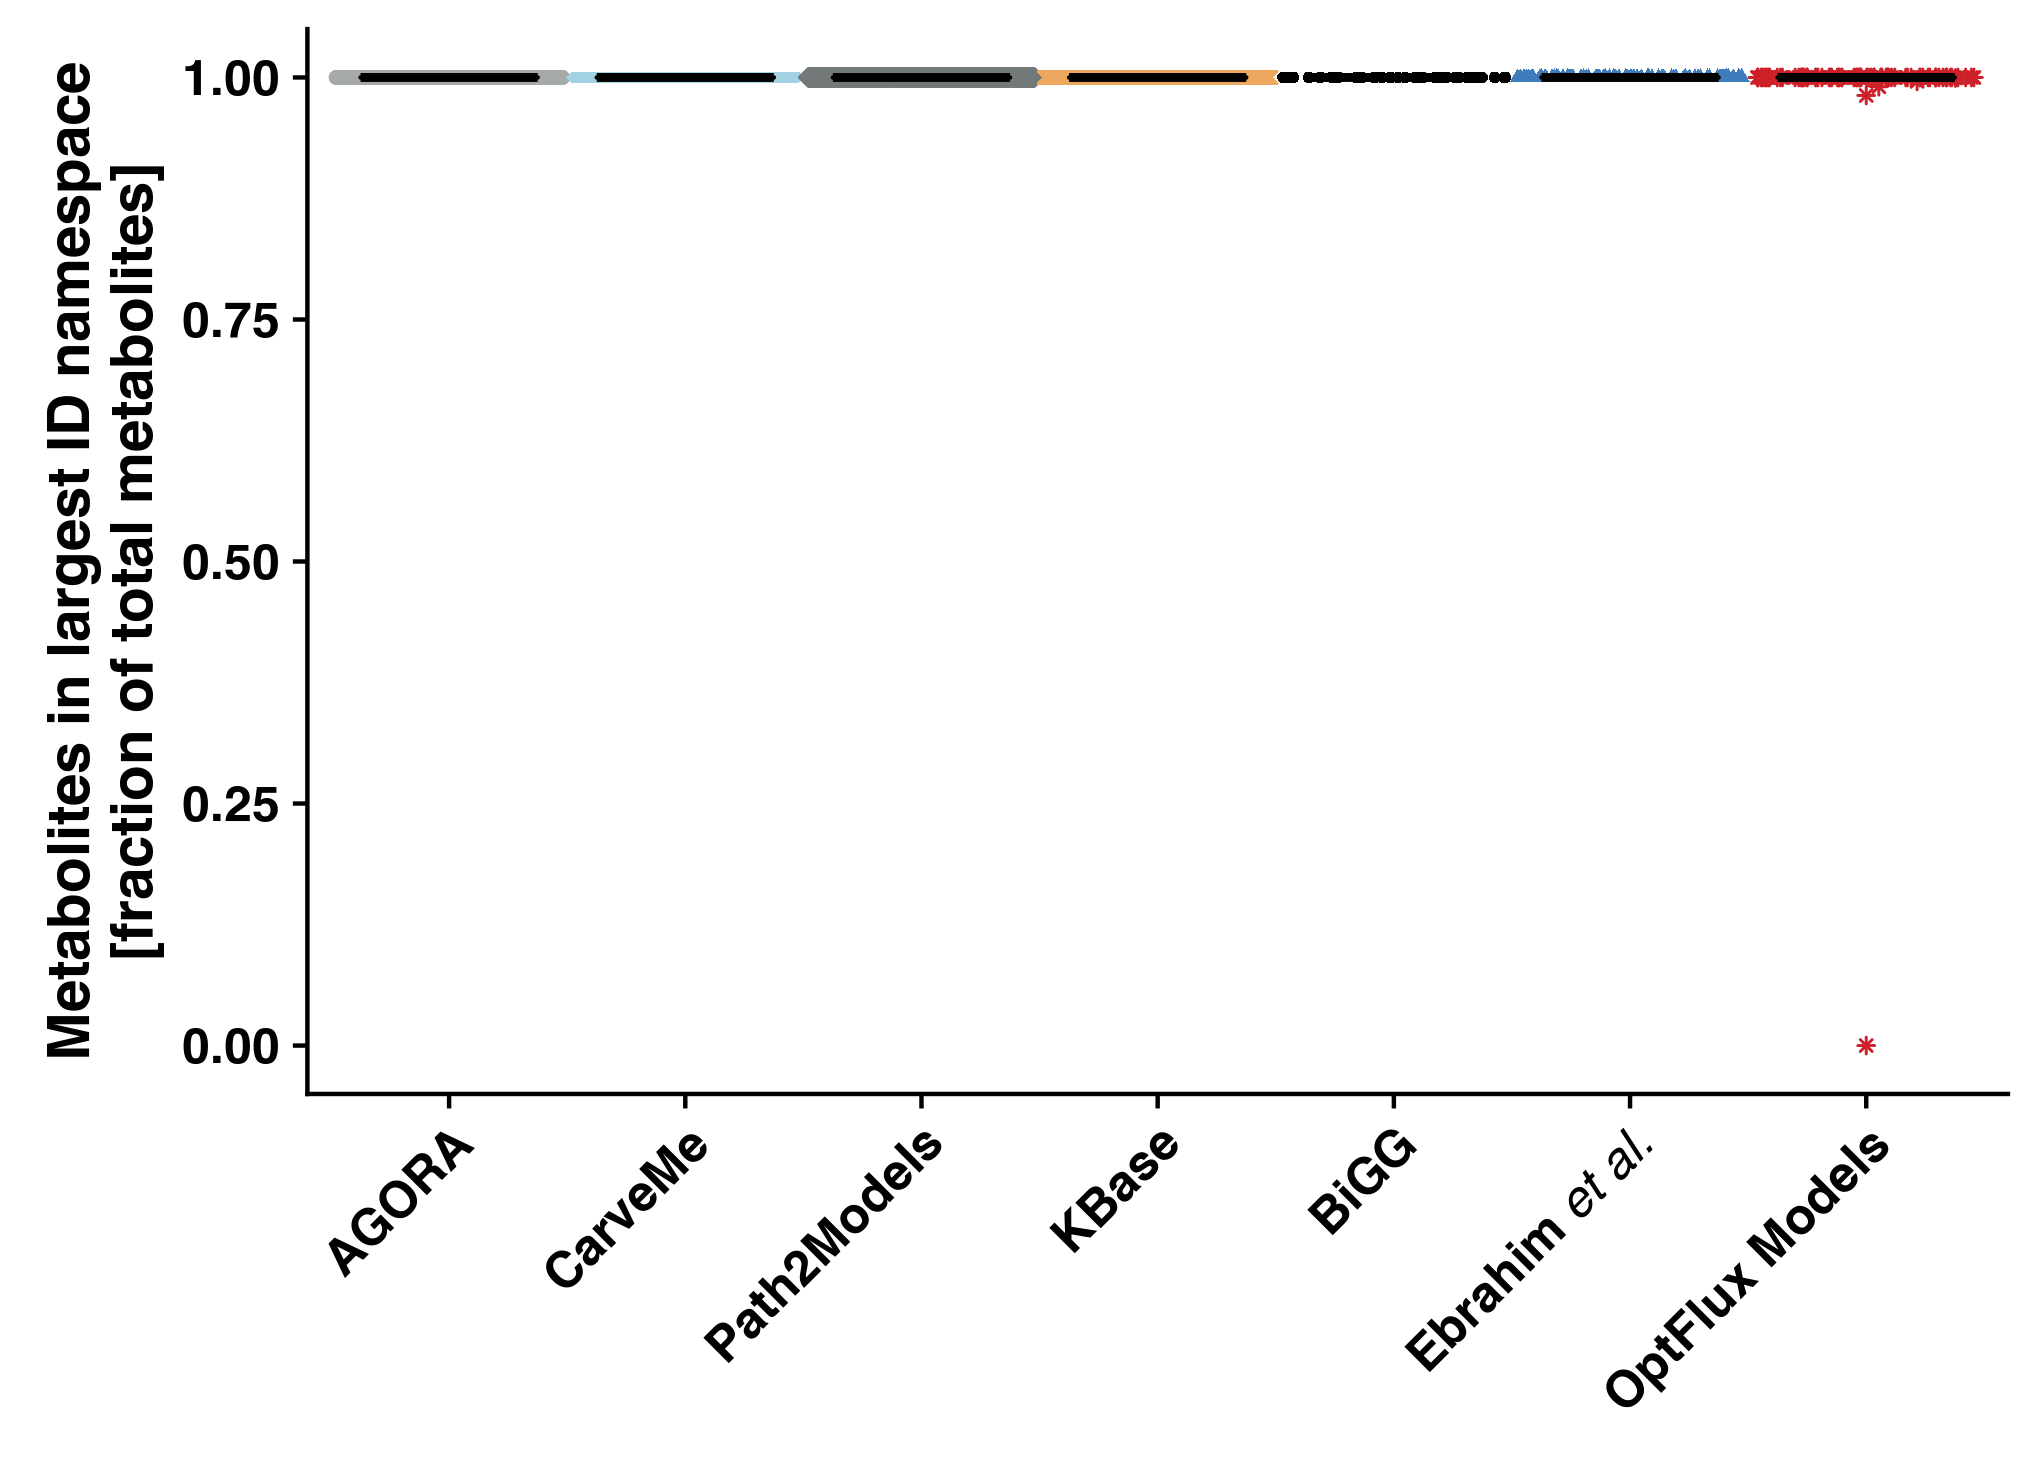 Metabolites in largest ID namespace
[fraction of total metabolites]
1.00
0.75
0.50
0.25
0.00
AGORA
CarveMe
Path2Models
KBase
BiGG
Ebrahim et al.
OptFlux Models